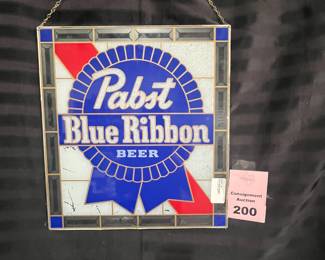 Pabst
Blue Ribbon
BEER
Consignment
Auction
200